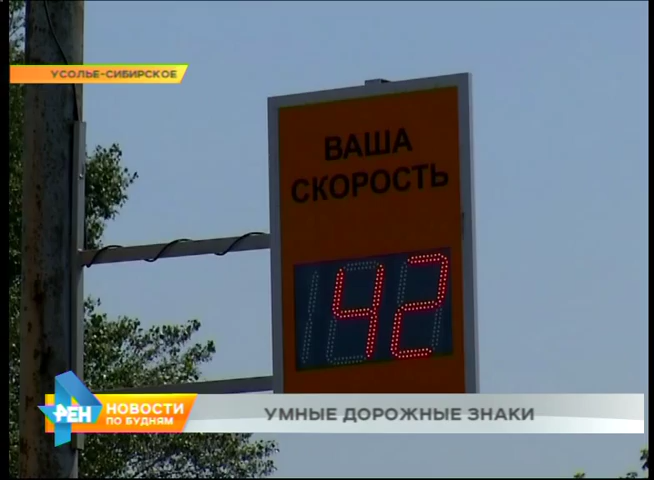 УСОЛЬЕ-СИБИРСКОЕ
ВАША
СКОРОСТЬ
42
РЕН
НОВОСТИ
ПО БУДНЯМ
УМНЫЕ ДОРОЖНЫЕ ЗНАКИ